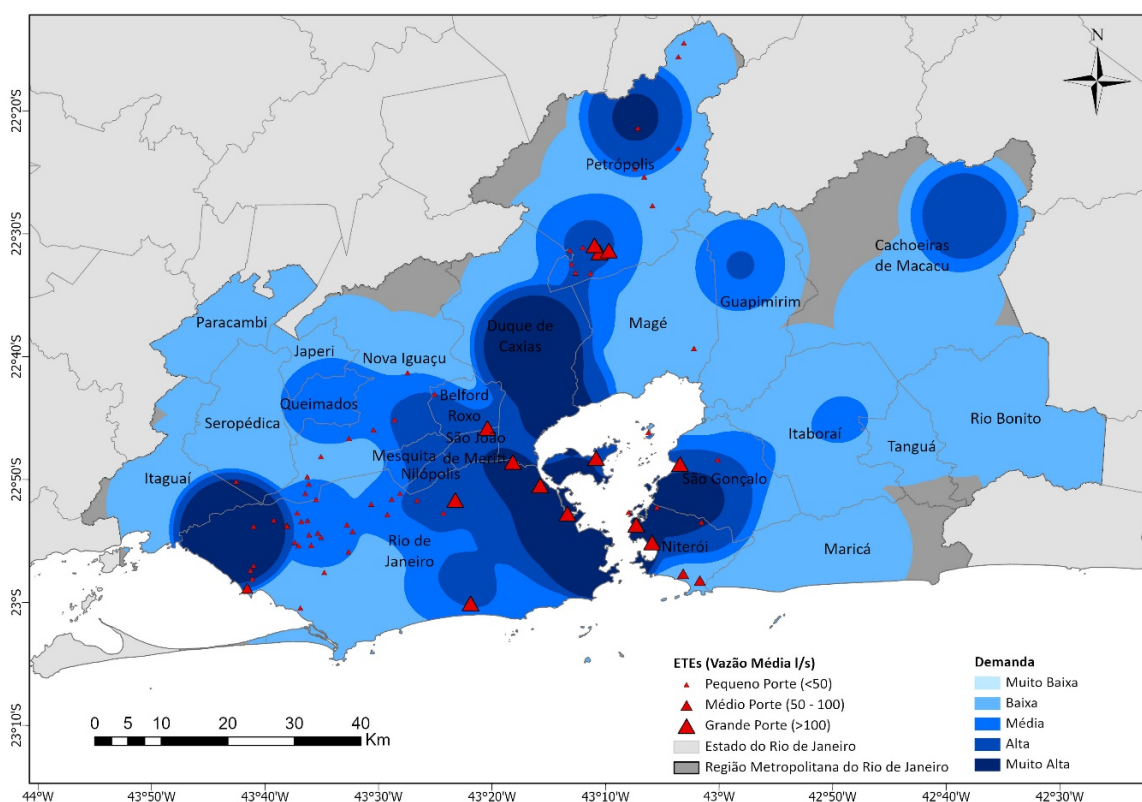 N
22°20'S
22°30'S
22°40'S
22°50'S
23°S
23°10'S
Petrópolis
Cachoeiras
de Macacu
Guapimirim
Paracambi
Duque de
Caxias
Magé
Japeri
Nova Iguaçu
Queimados
Belford
Roxo
Seropédica
São João
de Meriti
Mesquita
Nilópolis
Itaguaí
Itaboraí
Rio Bonito
Tanguá
São Gonçalo
Rio de
Janeiro
Niterói
Maricá
ETEs (Vazão Média l/s)
Pequeno Porte (<50)
Médio Porte (50 - 100)
Grande Porte (>100)
Estado do Rio de Janeiro
Região Metropolitana do Rio de Janeiro
Demanda
Muito Baixa
Baixa
Média
Alta
Muito Alta
0 5 10 20 30 40
Km
44°W 43°50'W 43°40'W 43°30'W 43°20'W 43°10'W 43°W 42°50'W 42°40'W 42°30'W